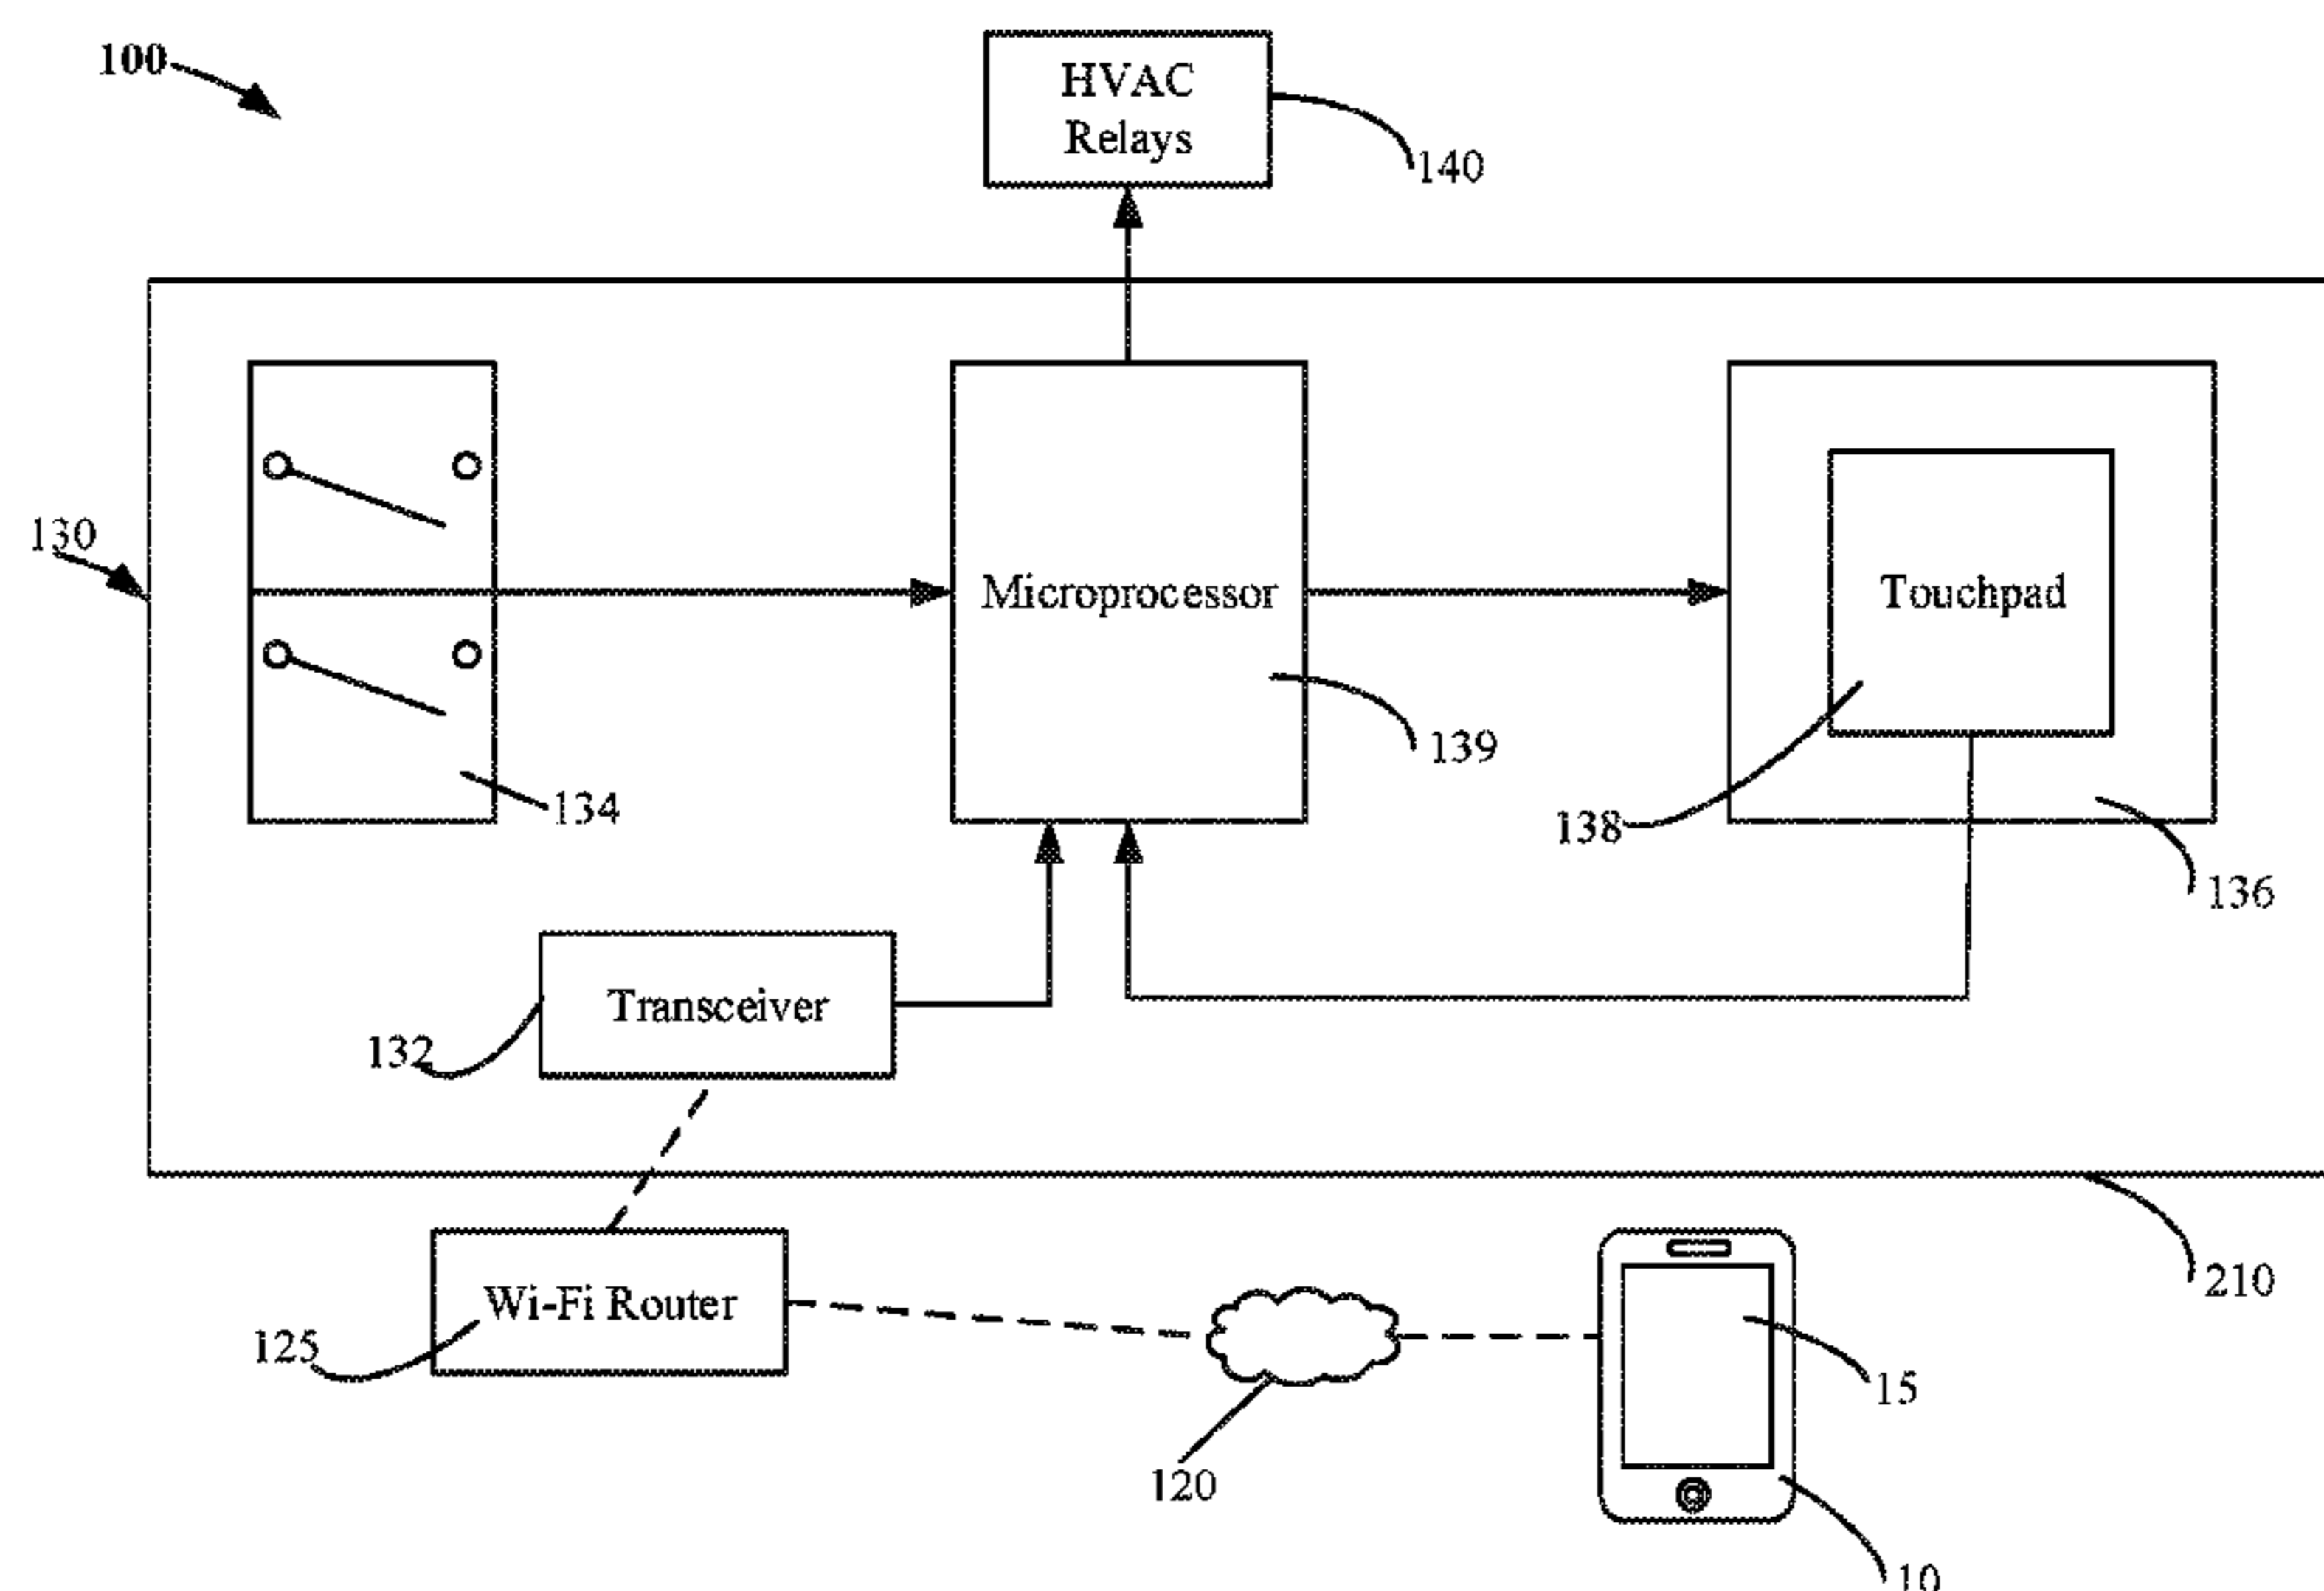 100
HVAC
Relays
140
130
Microprocessor
Touchpad
139
134
138
136
Transceiver
132
210
Wi-Fi Router
125
15
120
10